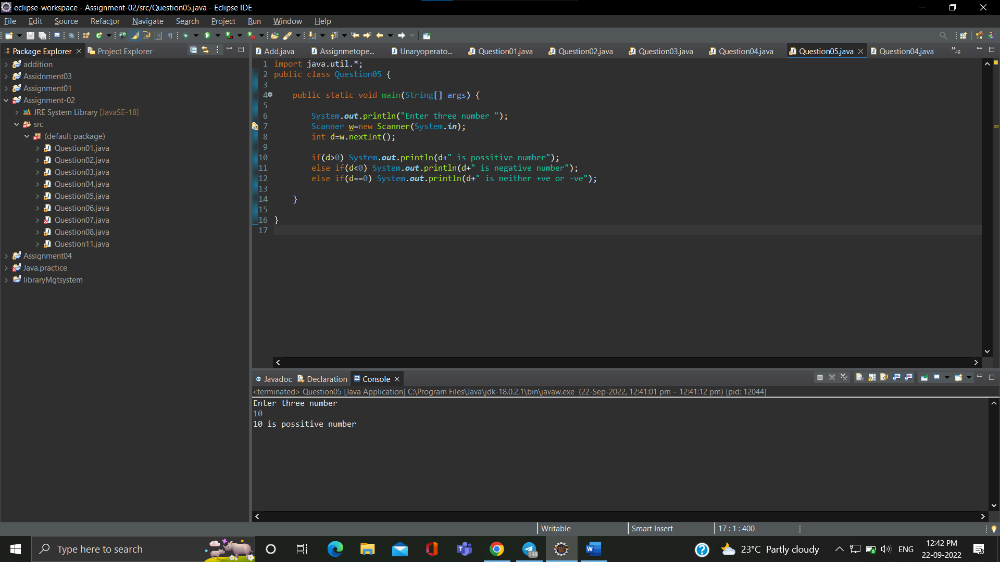 eclipse-workspace - Assignment-02/src/Question05.java - Eclipse IDE
File Edit Source Refactor Navigate Search Project Run Window Help
Package Explorer
Project Explorer
addition
Assidnment03
Assignment01
Assignment-02
JRE System Library [JavaSE-18]
src
(default package)
Question01.java
Question02.java
Question03.java
Question04.java
Question05.java
Question06.java
Question07.java
Question08.java
Question11.java
Assignment04
Java.practice
libraryMgtsystem
Add.java Assignmetope... Unaryoperato... Question01.java Question02.java Question03.java Question04.java Question05.java Question04.java »49
1 import java.util.*;
2 public class Question05 {
3
4 public static void main(String[] args) {
5
6 System.out.println("Enter three number ");
7 Scanner w=new Scanner(System.in);
8 int d=w.nextInt();
9
10 if(d>0) System.out.println(d+" is possitive number");
11 else if(d<0) System.out.println(d+" is negative number");
12 else if(d==0) System.out.println(d+" is neither +ve or -ve");
13
14 }
15
16 }
17
Javadoc Declaration Console
<terminated> Question05 [Java Application] C:\Program Files\Java\jdk-18.0.2.1\bin\javaw.exe (22-Sep-2022, 12:41:01 pm – 12:41:12 pm) [pid: 12044]
Enter three number
10
10 is possitive number
Writable Smart Insert 17 : 1 : 400
Type here to search
198
23°C Partly cloudy
ENG
12:42 PM
22-09-2022